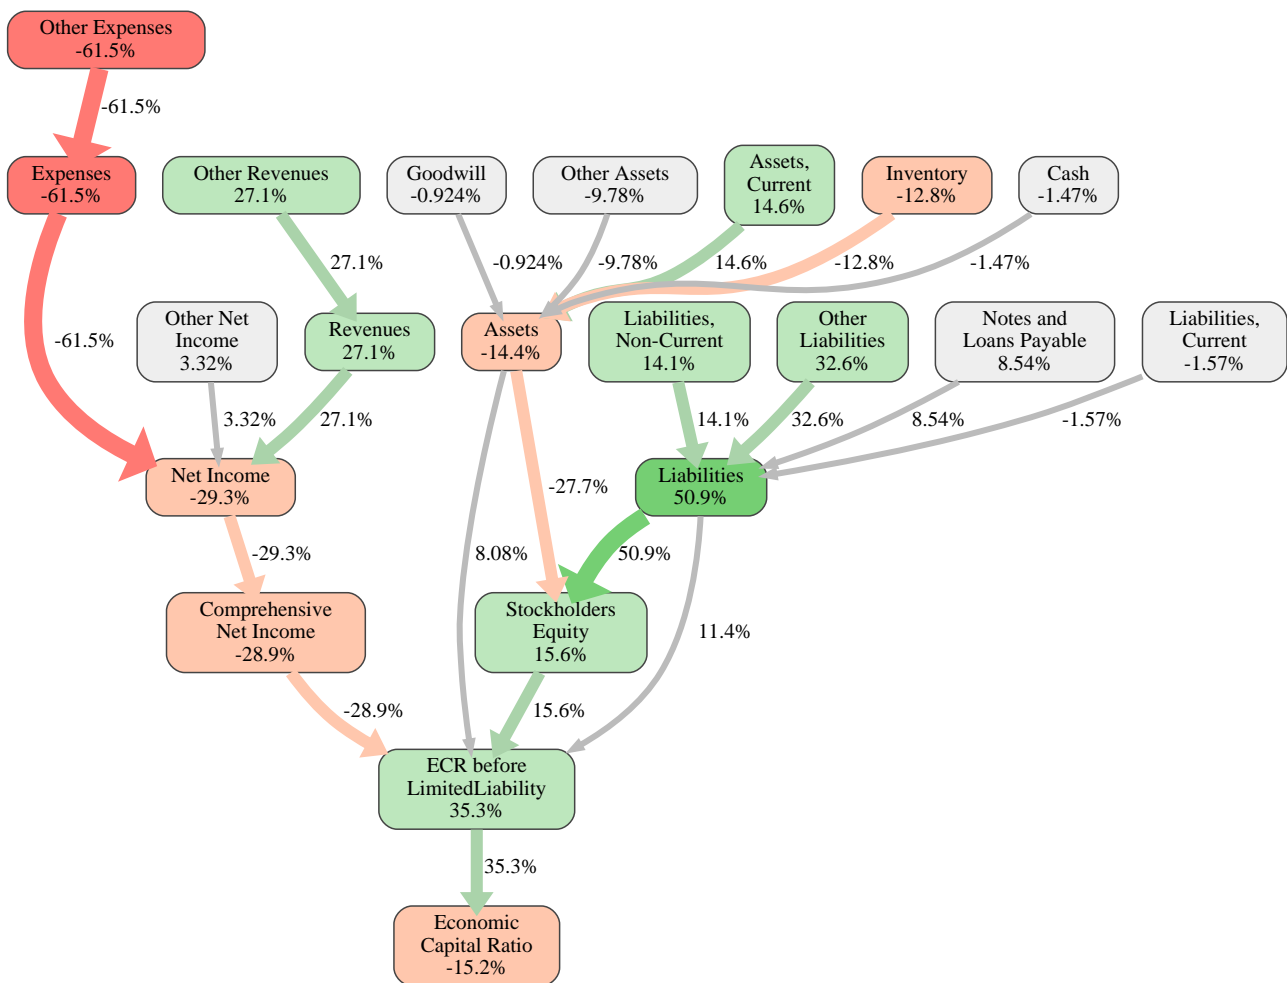 Other Expenses
-61.5%
-61.5%
Expenses
-61.5%
Other Revenues
27.1%
Goodwill
-0.924%
Other Assets
-9.78%
Assets,
Current
14.6%
Inventory
-12.8%
Cash
-1.47%
27.1%
-0.924%
-9.78%
14.6%
-12.8%
-1.47%
-61.5%
Other Net
Income
3.32%
Revenues
27.1%
Assets
-14.4%
Liabilities,
Non-Current
14.1%
Other
Liabilities
32.6%
Notes and
Loans Payable
8.54%
Liabilities,
Current
-1.57%
3.32%
27.1%
14.1%
32.6%
8.54%
-1.57%
Net Income
-29.3%
-27.7%
Liabilities
50.9%
-29.3%
8.08%
50.9%
Comprehensive
Net Income
-28.9%
Stockholders
Equity
15.6%
11.4%
-28.9%
15.6%
ECR before
LimitedLiability
35.3%
35.3%
Economic
Capital Ratio
-15.2%